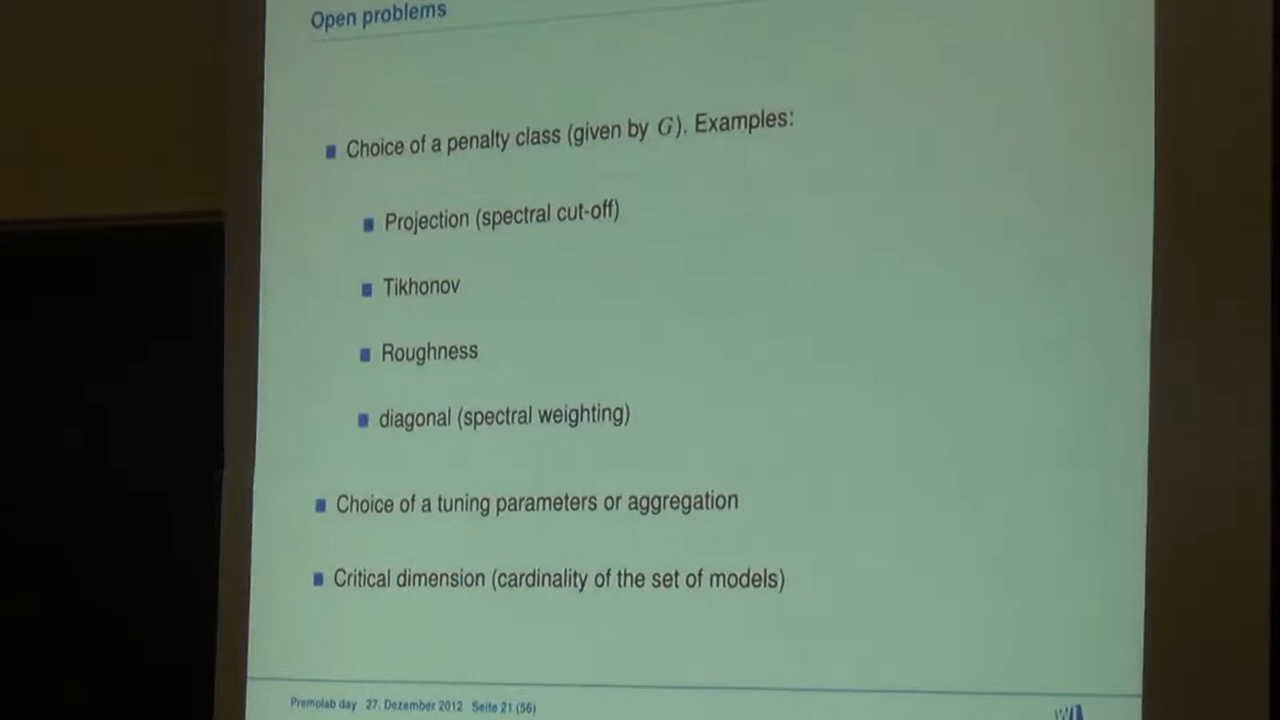 Open problems
Choice of a penalty class (given by G). Examples:
Projection (spectral cut-off)
Tikhonov
Roughness
diagonal (spectral weighting)
Choice of a tuning parameters or aggregation
Critical dimension (cardinality of the set of models)
Premolab day 27. Dezember 2012 Seite 21 (56)